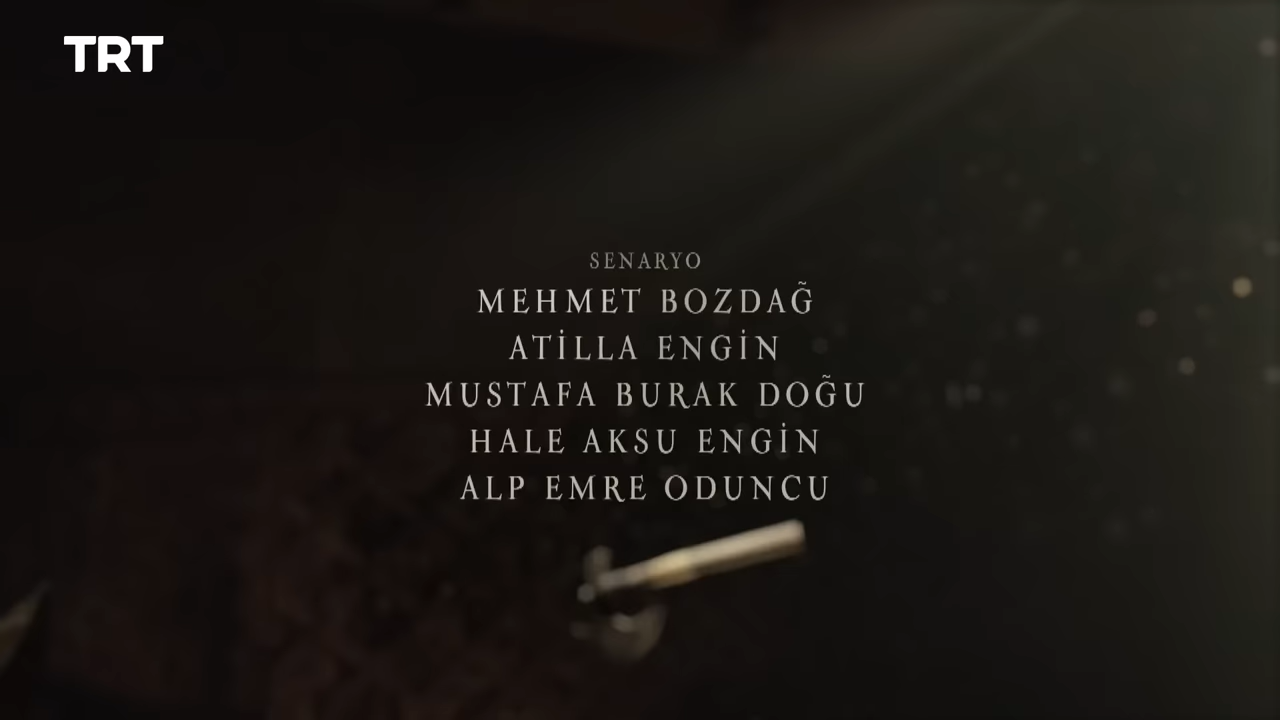 TRT
SENARYO
MEHMET BOZDAĞ
ATİLLA ENGİN
MUSTAFA BURAK DOĞU
HALE AKSU ENGİN
ALP EMRE ODUNCU